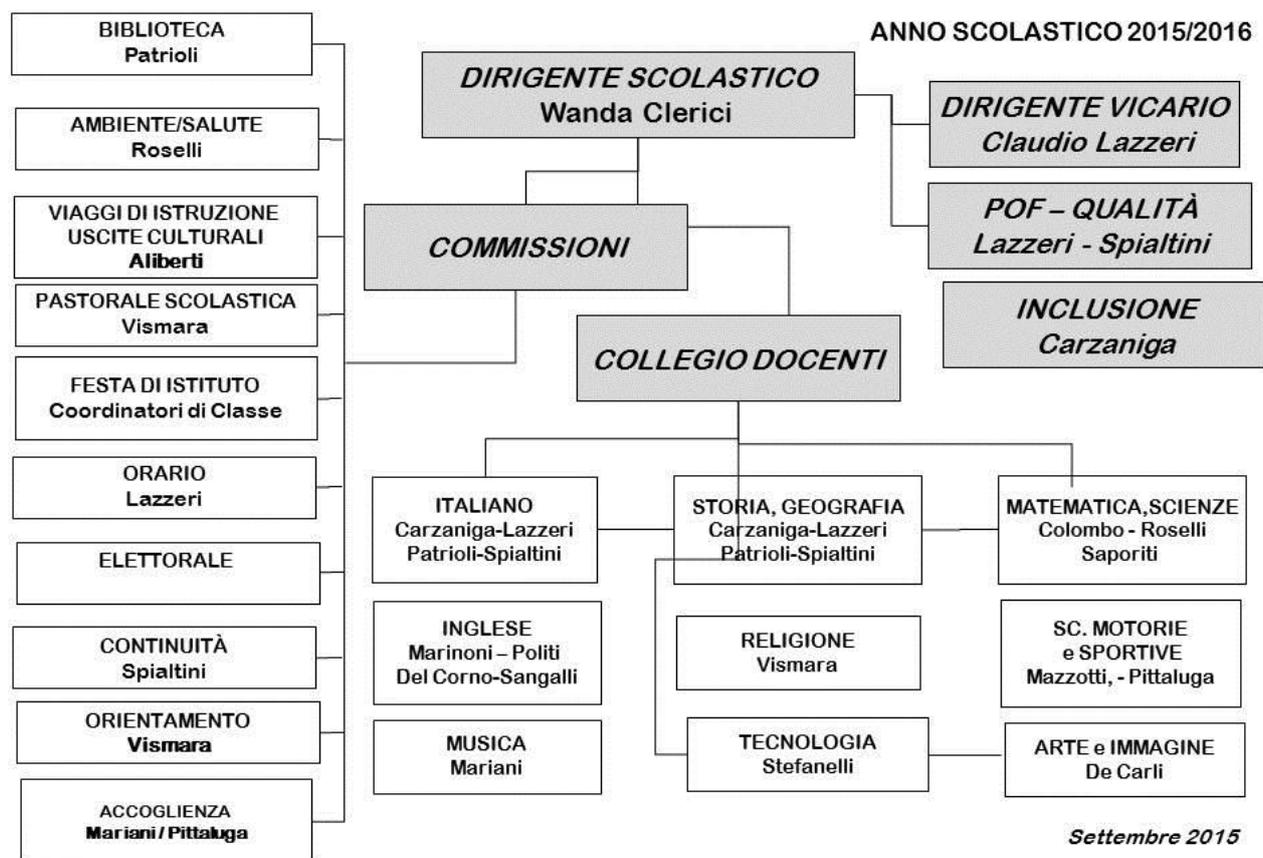 ANNO SCOLASTICO 2015/2016
DIRIGENTE SCOLASTICO
Wanda Clerici
DIRIGENTE VICARIO
Claudio Lazzeri
POF – QUALITÀ
Lazzeri - Spialtini
INCLUSIONE
Carzaniga
COMMISSIONI
COLLEGIO DOCENTI
BIBLIOTECA
Patrioli
AMBIENTE/SALUTE
Roselli
VIAGGI DI ISTRUZIONE
USCITE CULTURALI
Aliberti
PASTORALE SCOLASTICA
Vismara
FESTA DI ISTITUTO
Coordinatori di Classe
ORARIO
Lazzeri
ELETTORALE
CONTINUITÀ
Spialtini
ORIENTAMENTO
Vismara
ACCOGLIENZA
Mariani / Pittaluga
ITALIANO
Carzaniga-Lazzeri
Patrioli-Spialtini
STORIA, GEOGRAFIA
Carzaniga-Lazzeri
Patrioli-Spialtini
MATEMATICA,SCIENZE
Colombo - Roselli
Saporiti
INGLESE
Marinoni – Politi
Del Corno-Sangalli
RELIGIONE
Vismara
SC. MOTORIE
e SPORTIVE
Mazzotti, - Pittaluga
MUSICA
Mariani
TECNOLOGIA
Stefanelli
ARTE e IMMAGINE
De Carli
Settembre 2015